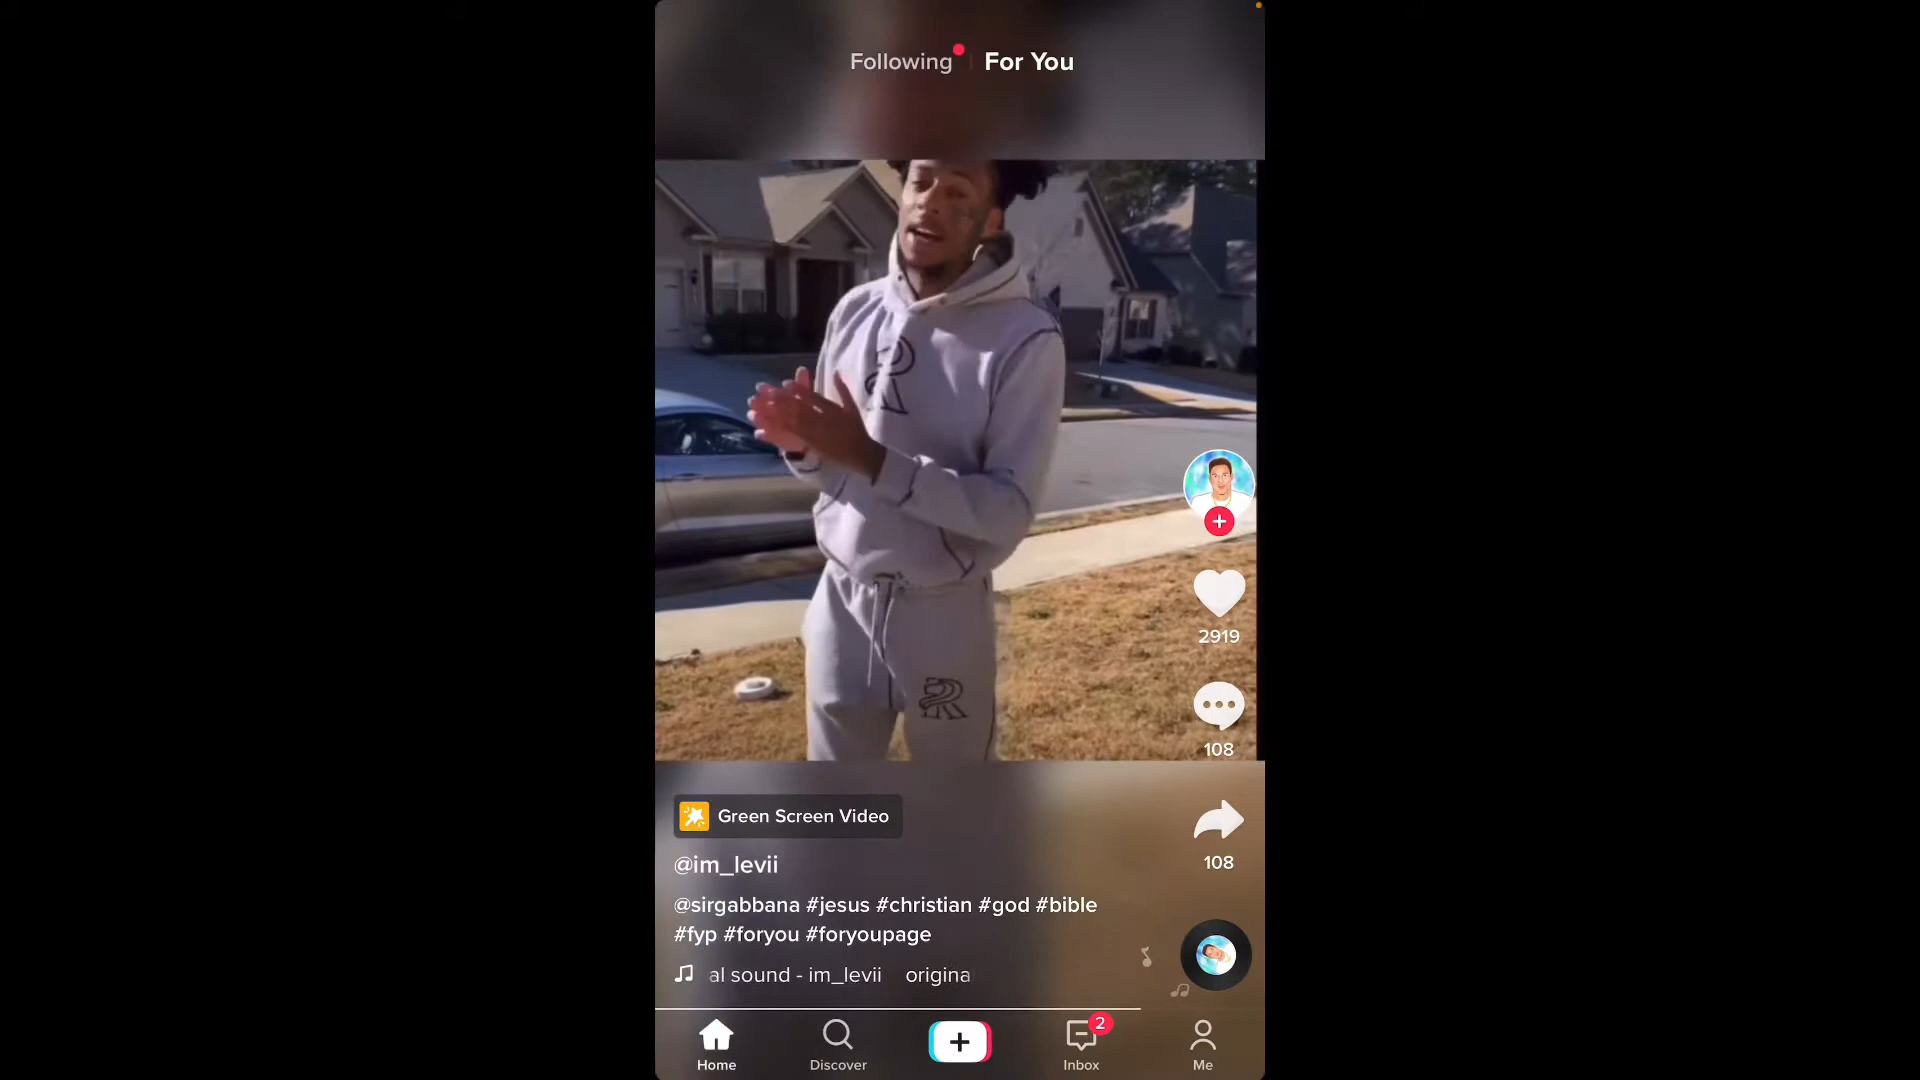 Following
For You
2919
108
Green Screen Video
108
@im_levii
@sirgabbana #jesus #christian #god #bible
#fyp #foryou #foryoupage
al sound - im_levii origina
Home
Discover
2
Inbox
Me